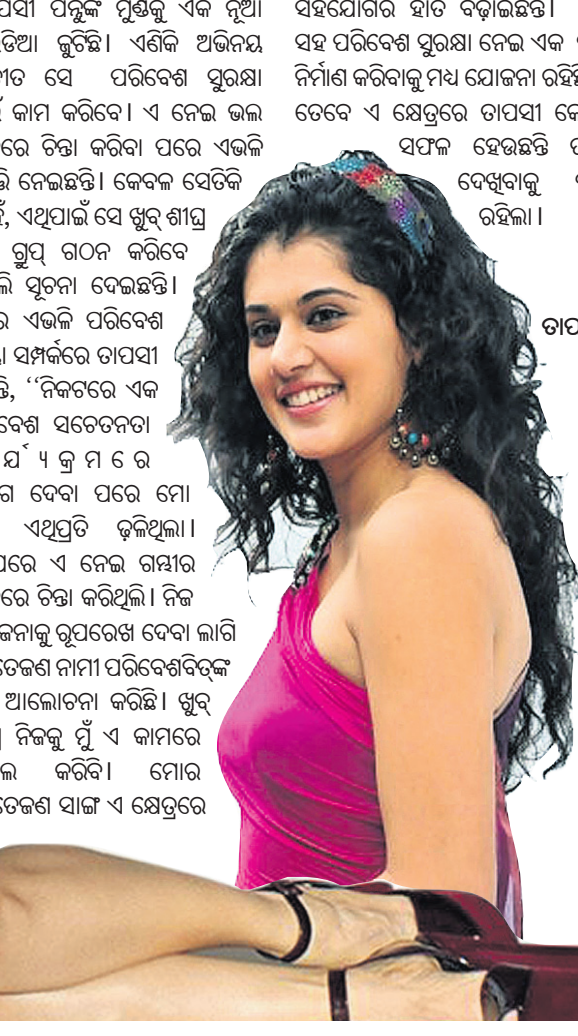 ପସୀ ପନ୍ନୁଙ୍କ ମୁଣ୍ଡକୁ ଏକ ନୂଆ
ଡିଆ ଜୁଟିଛି। ଏଣିକି ଅଭିନୟ
ସେ ପରିବେଶ ସୁରକ୍ଷା
କାମ କରିବେ। ଏ ନେଇ ଭଲ
ରେ ଚିନ୍ତା କରିବା ପରେ ଏଭଳି
ନେଇଛନ୍ତି। କେବଳ ସେତିକି
ଏଥିପାଇଁ ସେ ଖୁବ୍ ଶୀଘ୍ର
ଗ୍ରୁପ୍ ଗଠନ କରିବେ
ଲି ସୂଚନା ଦେଇଛନ୍ତି।
ର ଏଭଳି ପରିବେଶ
ସମ୍ପର୍କରେ ତାପସୀ
ତି, ‘‘ନିକଟରେ ଏକ
ବେଶ ସଚେତନତା
ର୍ଯ୍ୟକ୍ରମରେ
ଗ ଦେବା ପରେ ମୋ
ଏଥିପ୍ରତି ଢ଼ଳିଥିଲା।
ପରେ ଏ ନେଇ ଗମ୍ଭୀର
ରେ ଚିନ୍ତା କରିଥିଲି। ନିଜ
ଜନାକୁ ରୂପରେଖ ଦେବା ଲାଗି
ତେଜଣ ନାମୀ ପରିବେଶବିତ୍‌ଙ୍କ
ଆଲୋଚନା କରିଛି। ଖୁବ୍
ନିଜକୁ ମୁଁ ଏ କାମରେ
ଲ କରିବି। ମୋର
ତେଜଣ ସାଙ୍ଗ ଏ କ୍ଷେତ୍ରରେ
ସହଯୋଗର ହାତ ବଢ଼ାଇଛନ୍ତି।
ସହ ପରିବେଶ ସୁରକ୍ଷା ନେଇ ଏକ
ନିର୍ମାଣ କରିବାକୁ ମଧ୍ୟ ଯୋଜନା ରହିଛି
ତେବେ ଏ କ୍ଷେତ୍ରରେ ତାପସୀ କେ
ସଫଳ ହେଉଛନ୍ତି
ଦେଖିବାକୁ
ରହିଲା।
ତାପ